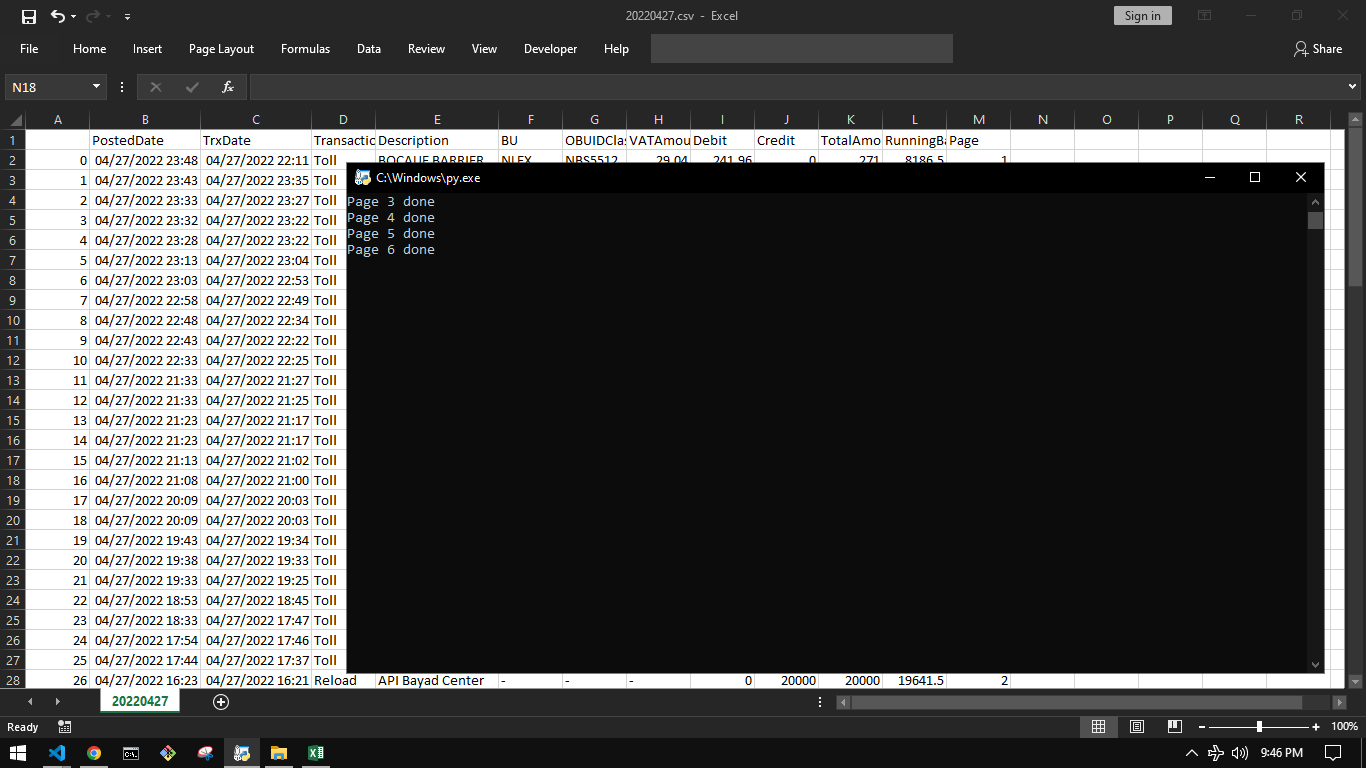 20220427.csv - Excel
Sign in
File Home Insert Page Layout Formulas Data Review View Developer Help
Share
N18
fx
A B C D E F G H I J K L M N O P Q R
1 PostedDate TrxDate Transactic Description BU OBUIDClas VATAmou Debit Credit TotalAmo RunningBa Page
2 0 04/27/2022 23:48 04/27/2022 22:11 Toll BOCAUE BARRIER NLEX NBS5512 29.04 241.96 0 271 8186.5 1
C:\Windows\py.exe
3 1 04/27/2022 23:43 04/27/2022 23:35 Toll
Page 3 done
4 2 04/27/2022 23:33 04/27/2022 23:27 Toll
Page 4 done
5 3 04/27/2022 23:32 04/27/2022 23:22 Toll
Page 5 done
6 4 04/27/2022 23:28 04/27/2022 23:22 Toll
Page 6 done
7 5 04/27/2022 23:13 04/27/2022 23:04 Toll
8 6 04/27/2022 23:03 04/27/2022 22:53 Toll
9 7 04/27/2022 22:58 04/27/2022 22:49 Toll
10 8 04/27/2022 22:48 04/27/2022 22:34 Toll
11 9 04/27/2022 22:43 04/27/2022 22:22 Toll
12 10 04/27/2022 22:33 04/27/2022 22:25 Toll
13 11 04/27/2022 21:33 04/27/2022 21:27 Toll
14 12 04/27/2022 21:33 04/27/2022 21:25 Toll
15 13 04/27/2022 21:23 04/27/2022 21:17 Toll
16 14 04/27/2022 21:23 04/27/2022 21:17 Toll
17 15 04/27/2022 21:13 04/27/2022 21:02 Toll
18 16 04/27/2022 21:08 04/27/2022 21:00 Toll
19 17 04/27/2022 20:09 04/27/2022 20:03 Toll
20 18 04/27/2022 20:09 04/27/2022 20:03 Toll
21 19 04/27/2022 19:43 04/27/2022 19:34 Toll
22 20 04/27/2022 19:38 04/27/2022 19:33 Toll
23 21 04/27/2022 19:33 04/27/2022 19:25 Toll
24 22 04/27/2022 18:53 04/27/2022 18:45 Toll
25 23 04/27/2022 18:33 04/27/2022 17:47 Toll
26 24 04/27/2022 17:54 04/27/2022 17:46 Toll
27 25 04/27/2022 17:44 04/27/2022 17:37 Toll
28 26 04/27/2022 16:23 04/27/2022 16:21 Reload API Bayad Center - - - 0 20000 20000 19641.5 2
20220427
Ready
100%
9:46 PM